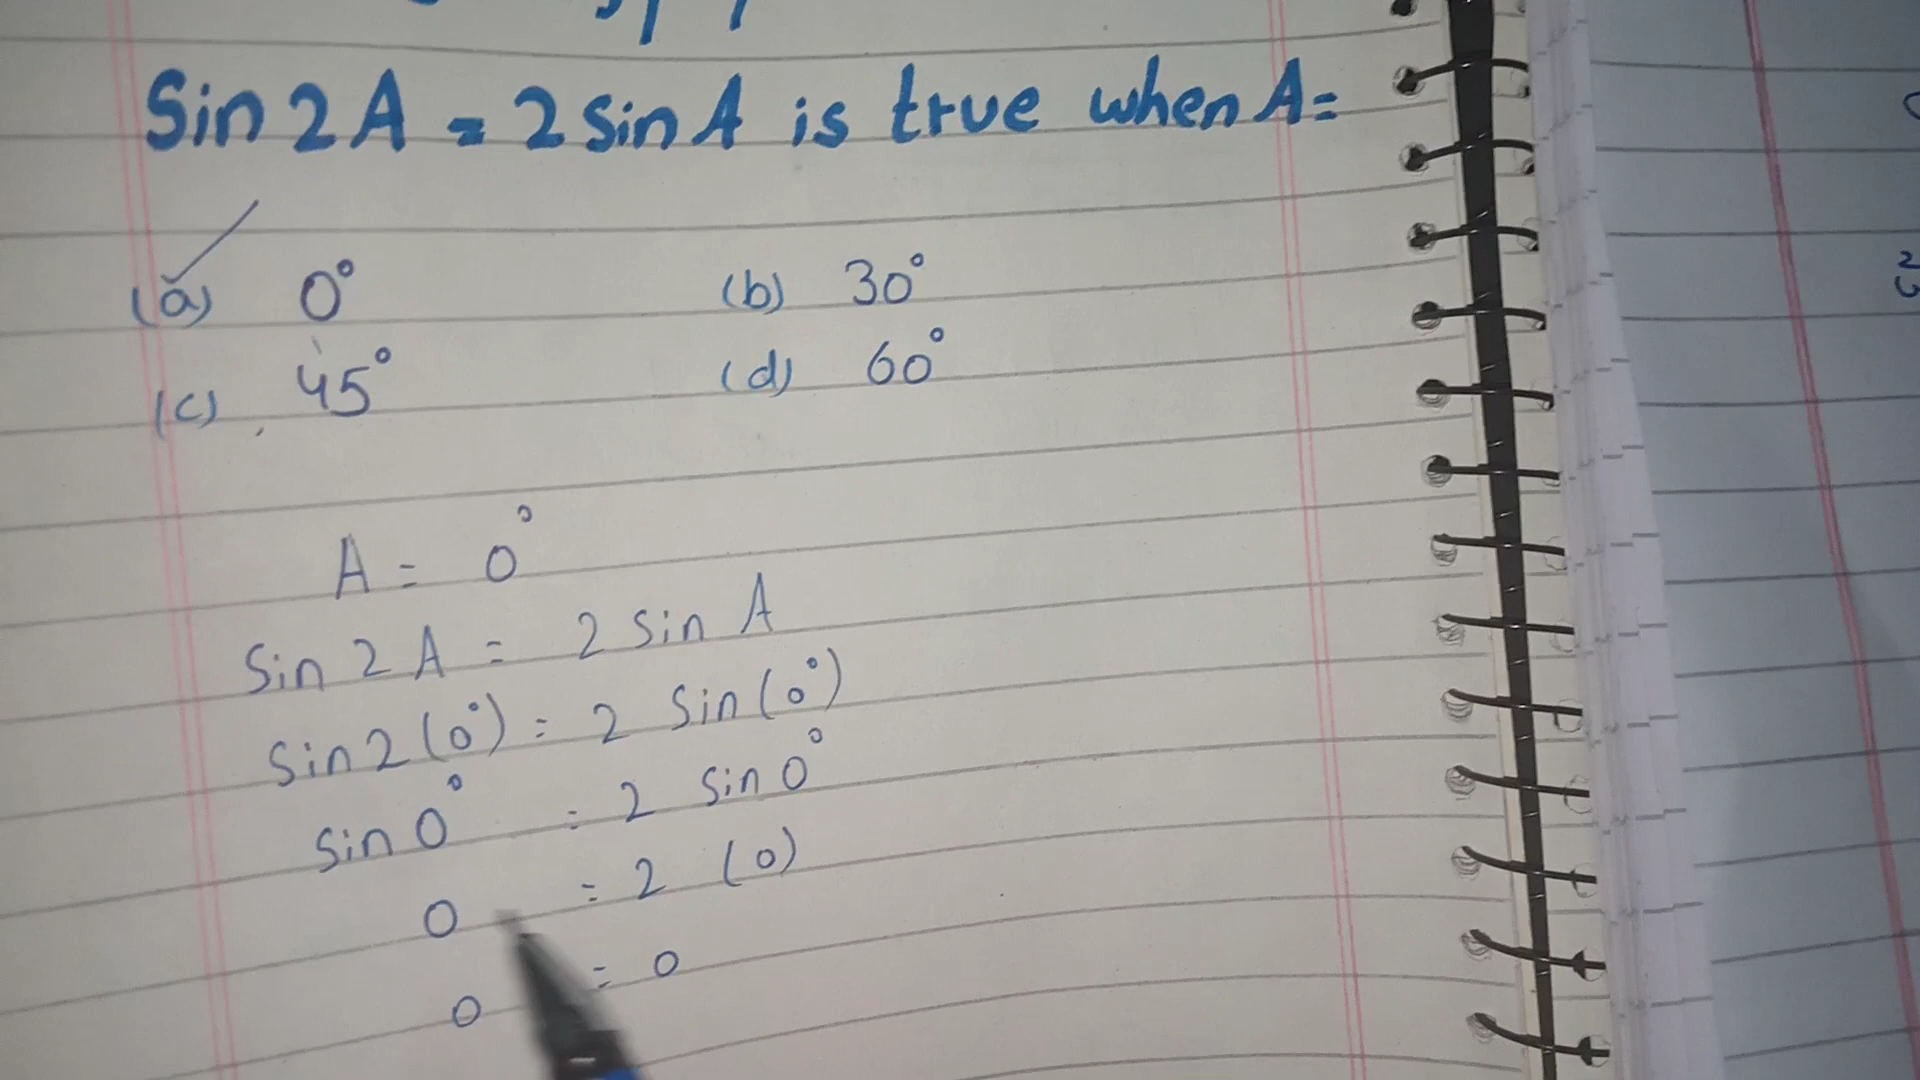 Sin 2 A = 2 sin A is true when A =
(a) 0° (b) 30°
(c) 45° (d) 60°
A = 0°
Sin 2 A = 2 sin A
Sin 2 (0°) = 2 Sin (0°)
Sin 0° = 2 sin 0°
0 = 2 (0)
0 = 0